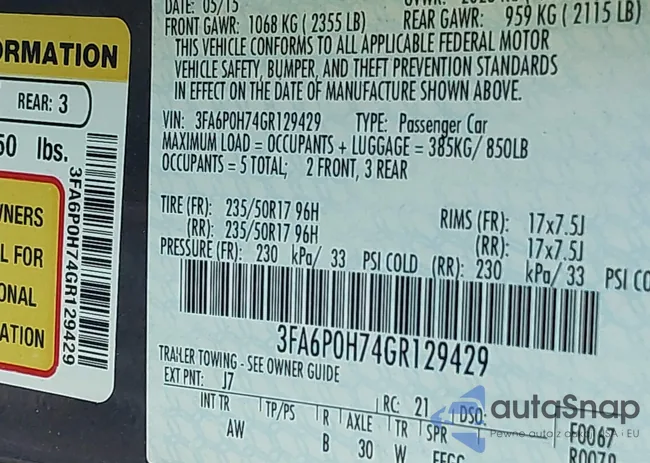 ORMATION
REAR: 3
50 lbs.
3FA6P0H74GR129429
WNERS
L FOR
ONAL
ATION
DATE: 05/15
FRONT GAWR: 1068 KG ( 2355 LB) REAR GAWR: 959 KG ( 2115 LB)
THIS VEHICLE CONFORMS TO ALL APPLICABLE FEDERAL MOTOR
VEHICLE SAFETY, BUMPER, AND THEFT PREVENTION STANDARDS
IN EFFECT ON THE DATE OF MANUFACTURE SHOWN ABOVE.
VIN: 3FA6P0H74GR129429 TYPE: Passenger Car
MAXIMUM LOAD = OCCUPANTS + LUGGAGE = 385KG/ 850LB
OCCUPANTS = 5 TOTAL; 2 FRONT, 3 REAR
TIRE (FR): 235/50R17 96H RIMS (FR): 17x7.5J
(RR): 235/50R17 96H (RR): 17x7.5J
PRESSURE (FR): 230 kPa/ 33 PSI COLD (RR): 230 kPa/ 33 PSI CO
3FA6P0H74GR129429
TRAILER TOWING - SEE OWNER GUIDE
EXT PNT: J7 RC: 21 DSO:
INT TR TP/PS R AXLE TR SPR F0067
AW B 30 W
autaSnap